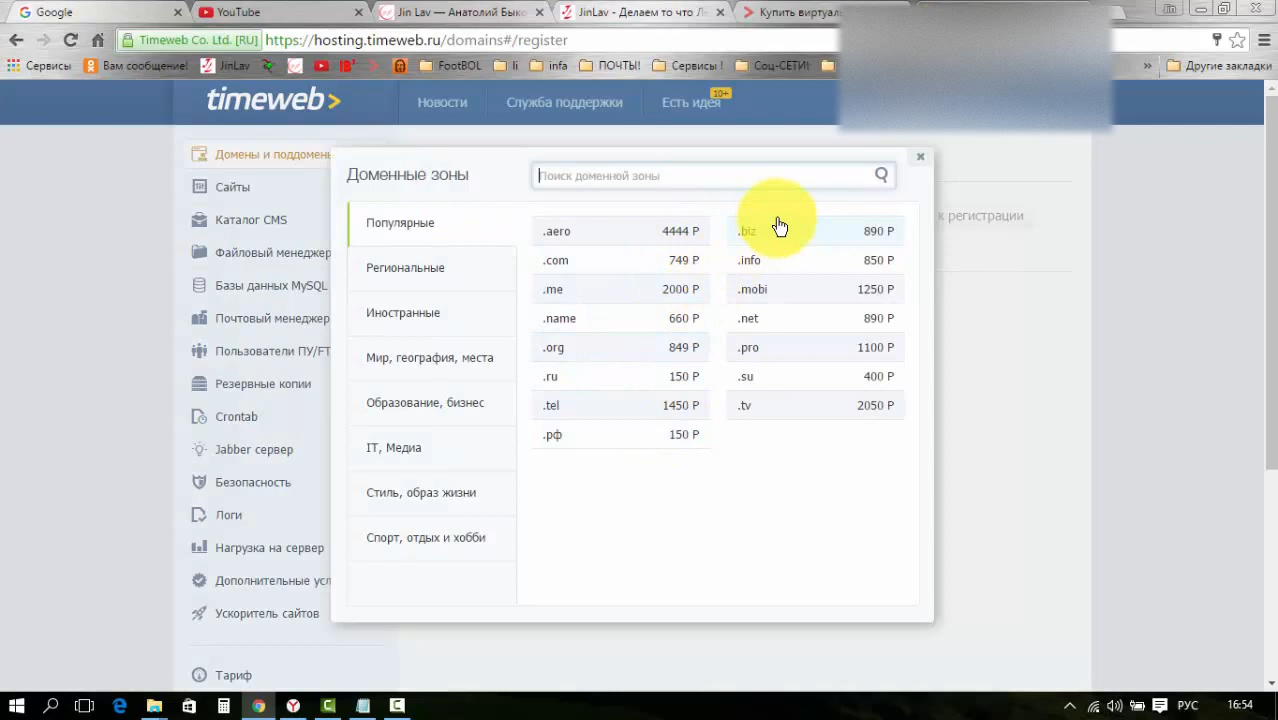 Google
YouTube
Jin Lav — Анатолий Быко
JinLav - Делаем то что Л
Купить виртуаль
Timeweb Co. Ltd. [RU] https://hosting.timeweb.ru/domains#/register
Сервисы
Вам сообщение!
JinLav
FootBOL
li
infa
ПОЧТЫ!
Сервисы !
Соц-СЕТИ!
»
Другие закладки
timeweb>
Новости
Служба поддержки
Есть идея
10+
Домены и поддомены
Сайты
Каталог CMS
Файловый менеджер
Базы данных MySQL
Почтовый менеджер
Пользователи ПУ/FT
Резервные копии
Crontab
Jabber сервер
Безопасность
Логи
Нагрузка на сервер
Дополнительные усл
Ускоритель сайтов
Тариф
Доменные зоны
Поиск доменной зоны
Популярные
Региональные
Иностранные
Мир, география, места
Образование, бизнес
IT, Медиа
Стиль, образ жизни
Спорт, отдых и хобби
.aero 4444 Р
.com 749 Р
.me 2000 Р
.name 660 Р
.org 849 Р
.ru 150 Р
.tel 1450 Р
.рф 150 Р
.biz 890 Р
.info 850 Р
.mobi 1250 Р
.net 890 Р
.pro 1100 Р
.su 400 Р
.tv 2050 Р
к регистрации
РУС
16:54